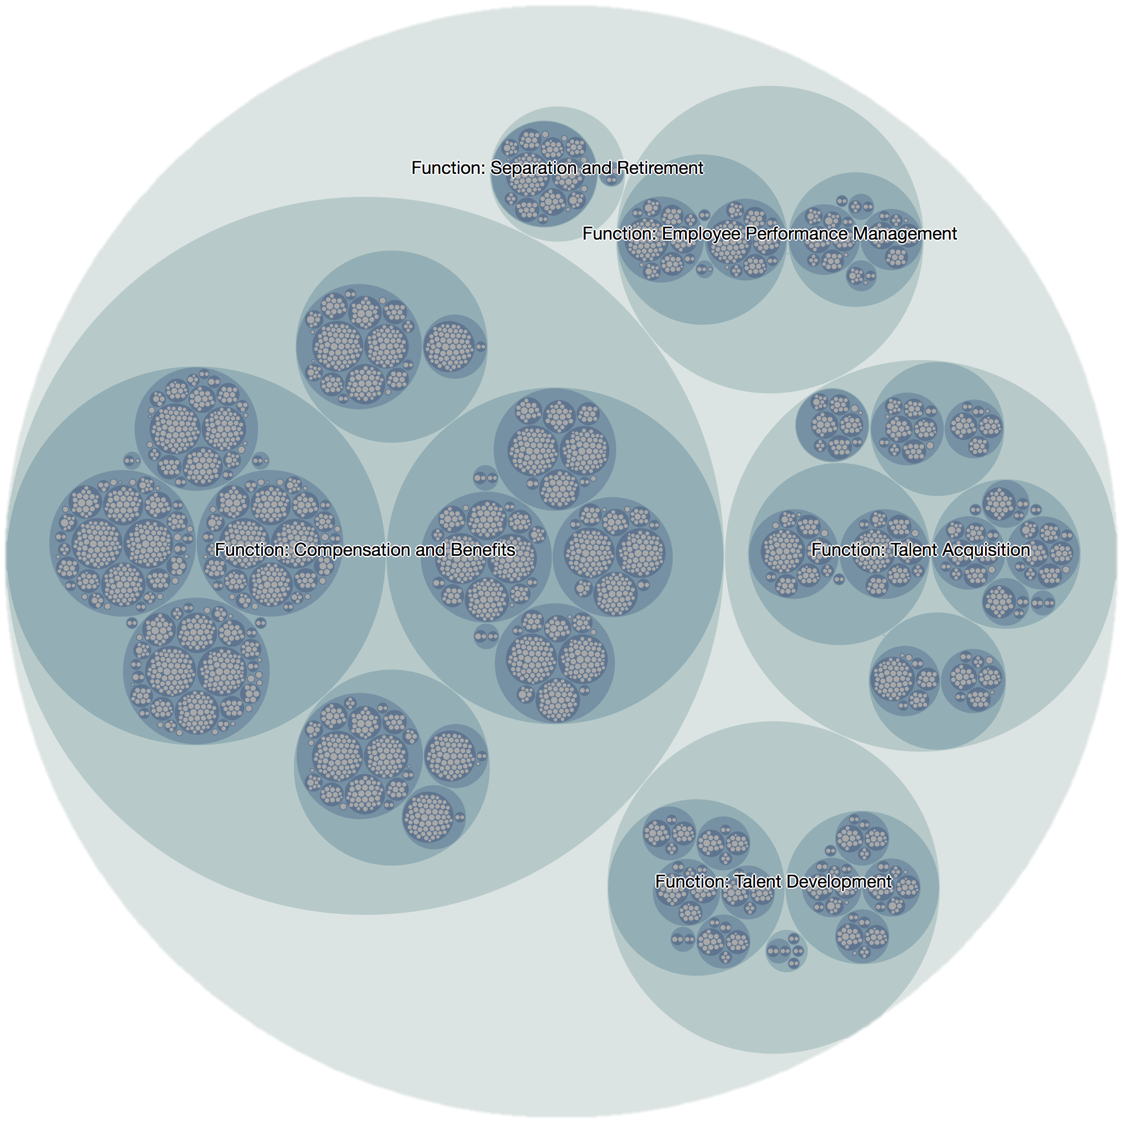 Function: Separation and Retirement
Function: Employee Performance Management
Function: Compensation and Benefits
Function: Talent Acquisition
Function: Talent Development